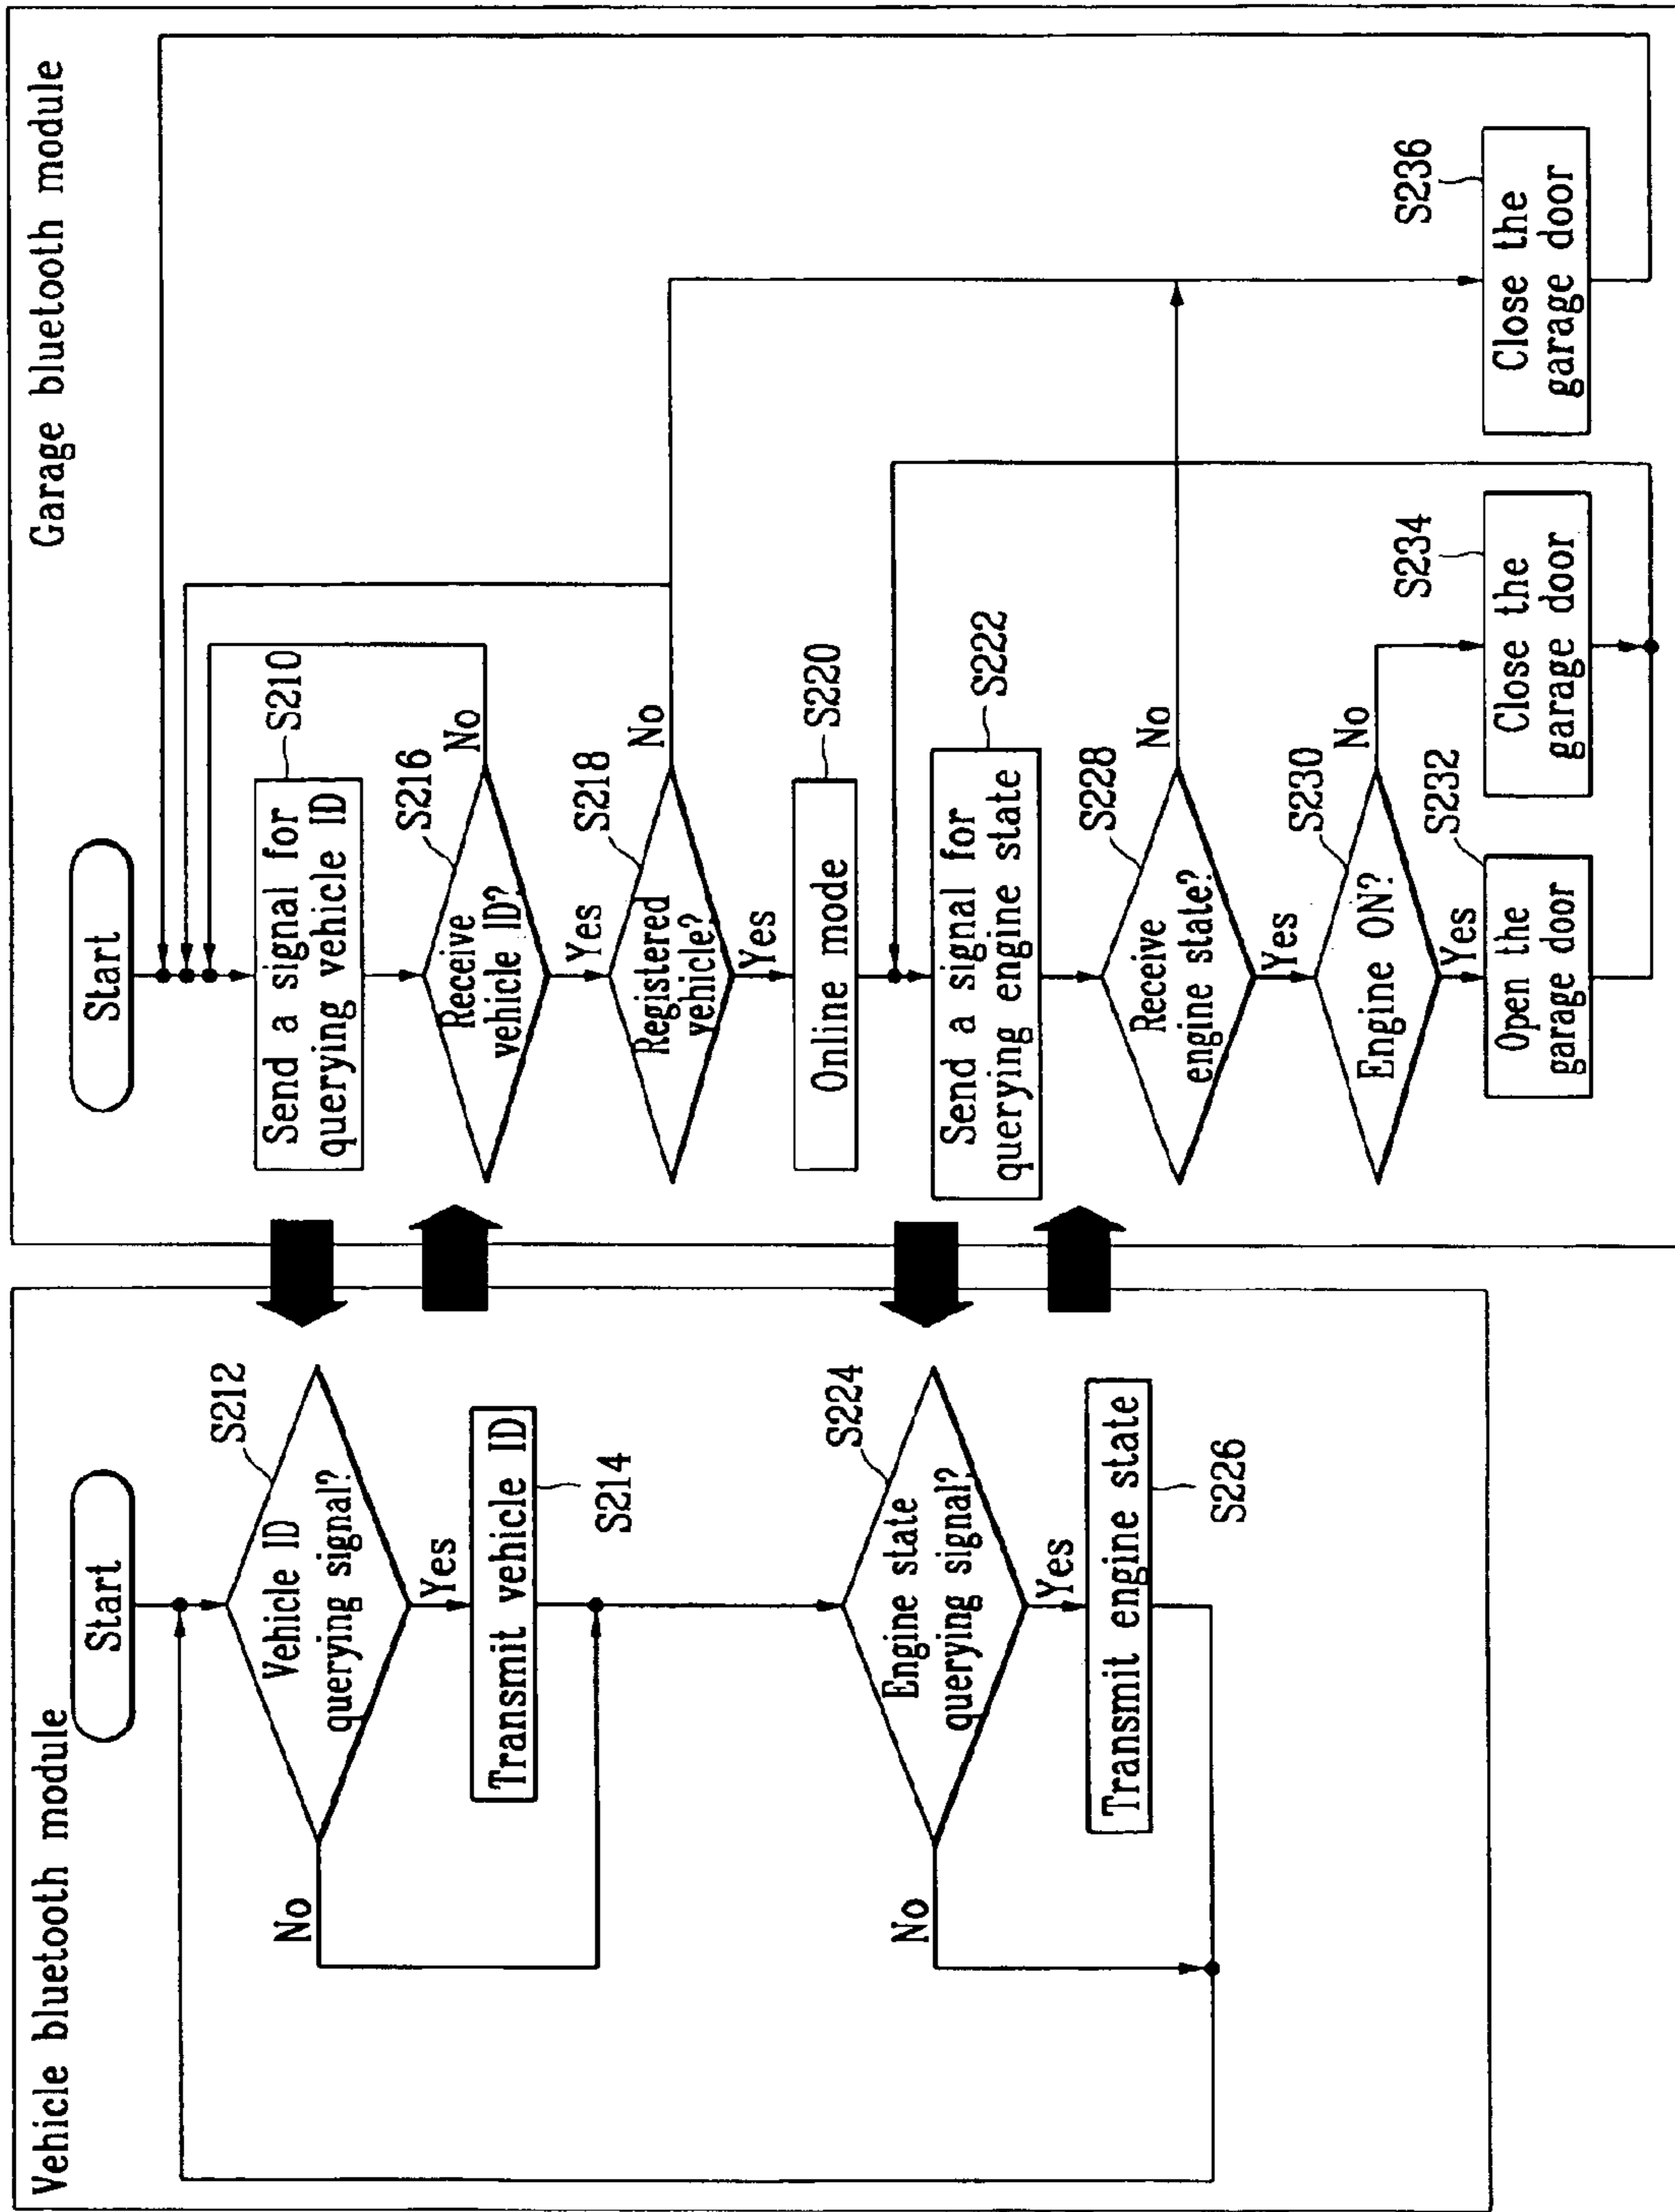 Vehicle bluetooth module
Start
Vehicle ID
querying signal?
S212
No
Yes
Transmit vehicle ID
S214
Engine state
querying signal?
S224
No
Yes
Transmit engine state
S226
Garage bluetooth module
Start
Send a signal for
querying vehicle ID
S210
Receive
vehicle ID?
S216
No
Yes
Registered
vehicle?
S218
No
Yes
Online mode
S220
Send a signal for
querying engine state
S222
Receive
engine state?
S228
No
Yes
Engine ON?
S230
No
Yes
Open the
garage door
S232
Close the
garage door
S234
Close the
garage door
S236